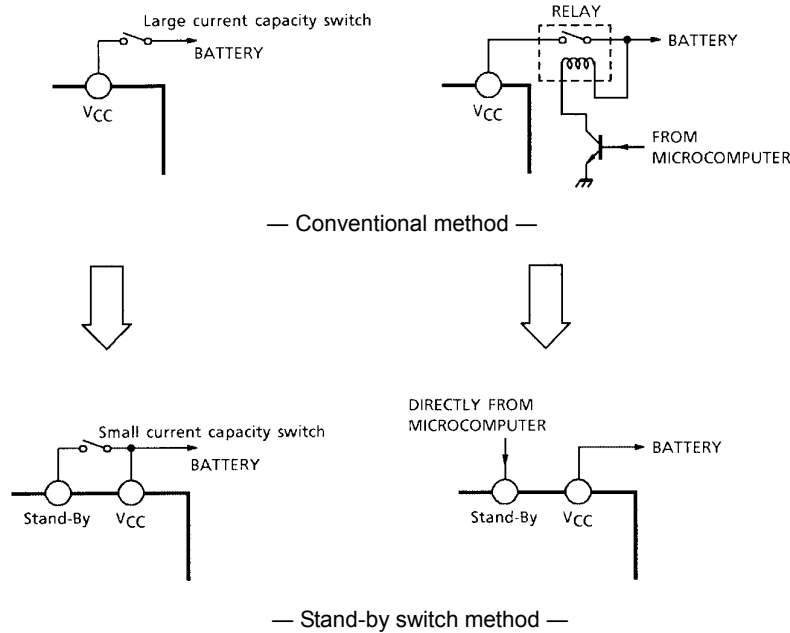 Large current capacity switch
BATTERY
VCC
RELAY
BATTERY
VCC
FROM
MICROCOMPUTER
— Conventional method —
Small current capacity switch
BATTERY
Stand-By
VCC
DIRECTLY FROM
MICROCOMPUTER
BATTERY
Stand-By
VCC
— Stand-by switch method —